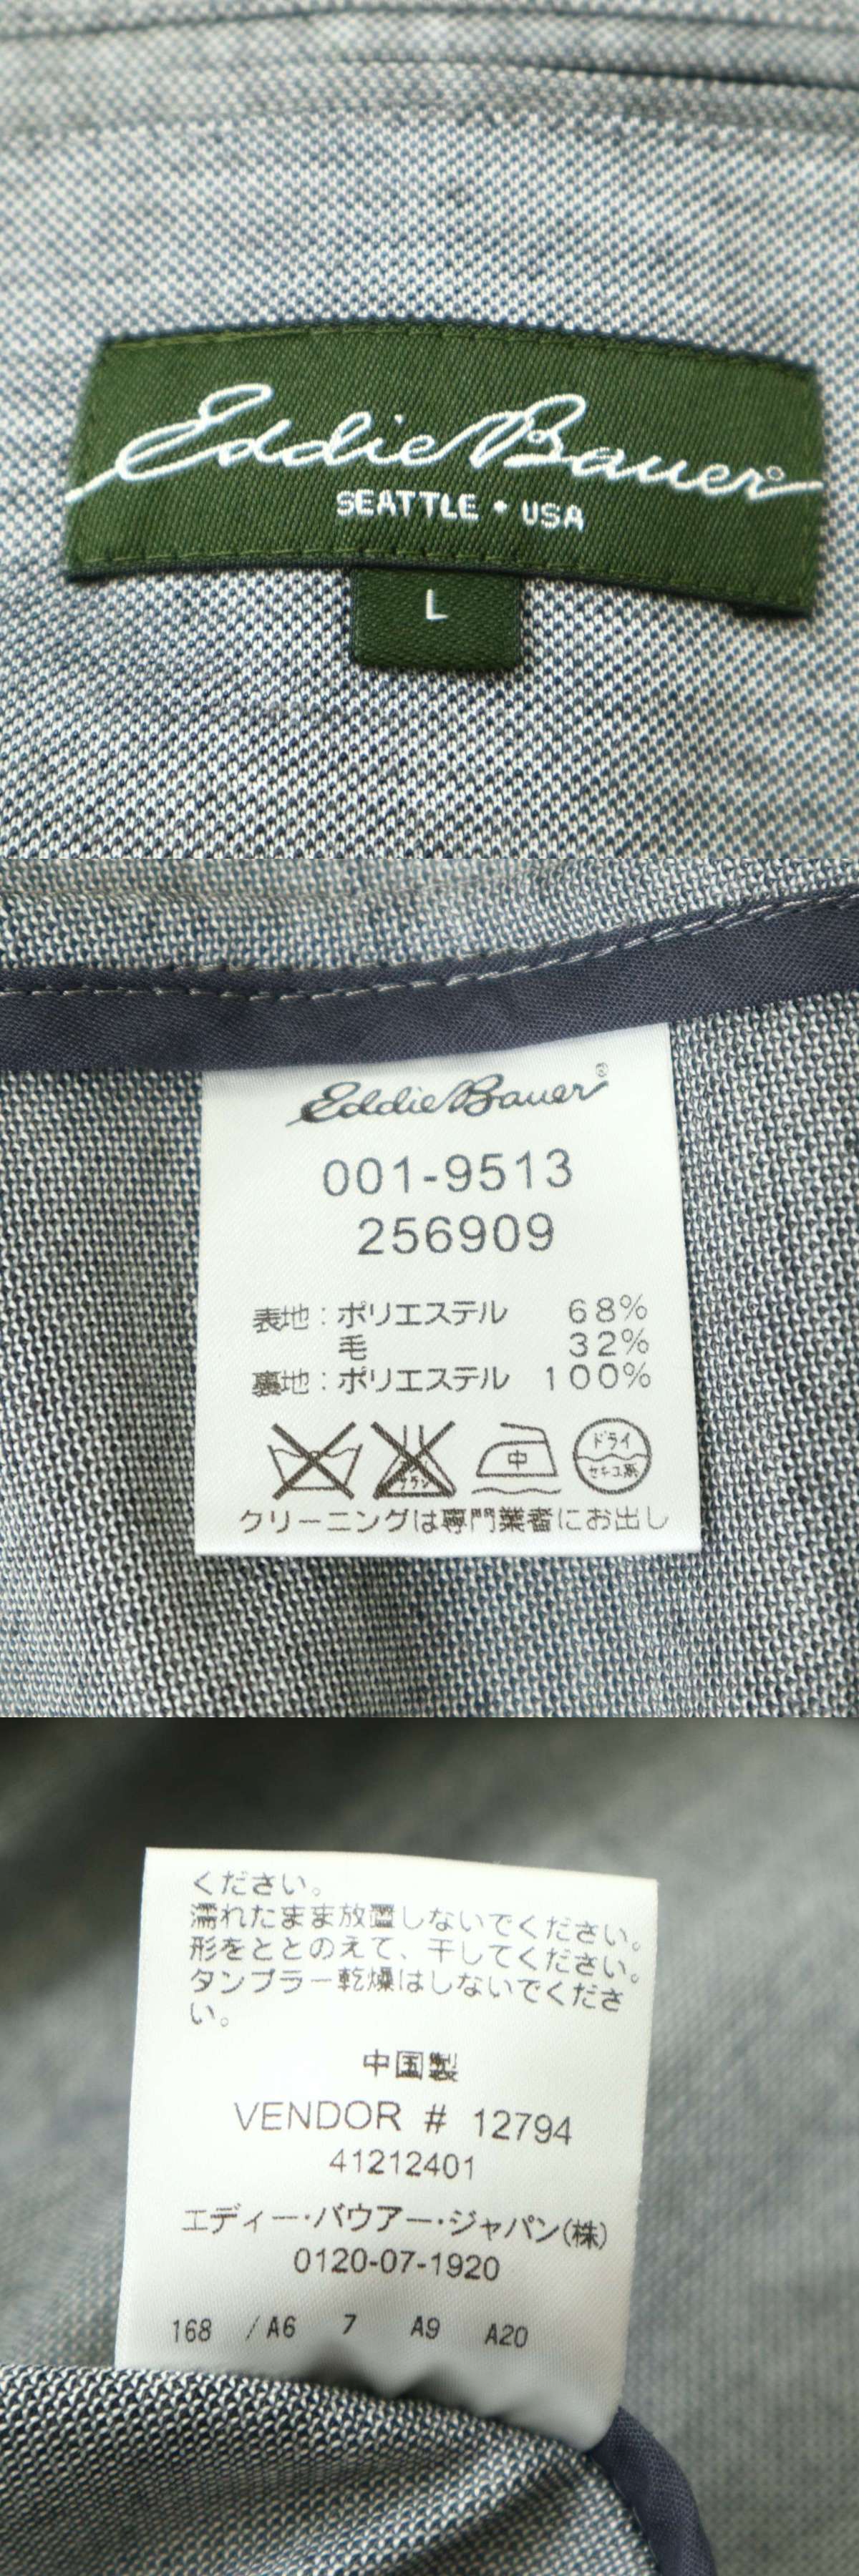 Eddie Bauer®
SEATTLE • USA
L
Eddie Bauer®
001-9513
256909
表地：ポリエステル 68%
毛 32%
裏地：ポリエステル 100%
エンソ
中
ドライ
セキユ系
クリーニングは専門業者にお出し
ください。
濡れたまま放置しないでください。
形をととのえて、干してください。
タンブラー乾燥はしないでくださ
い。
中国製
VENDOR # 12794
41212401
エディー・バウアー・ジャパン(株)
0120-07-1920
168 / A6 7 A9 A20